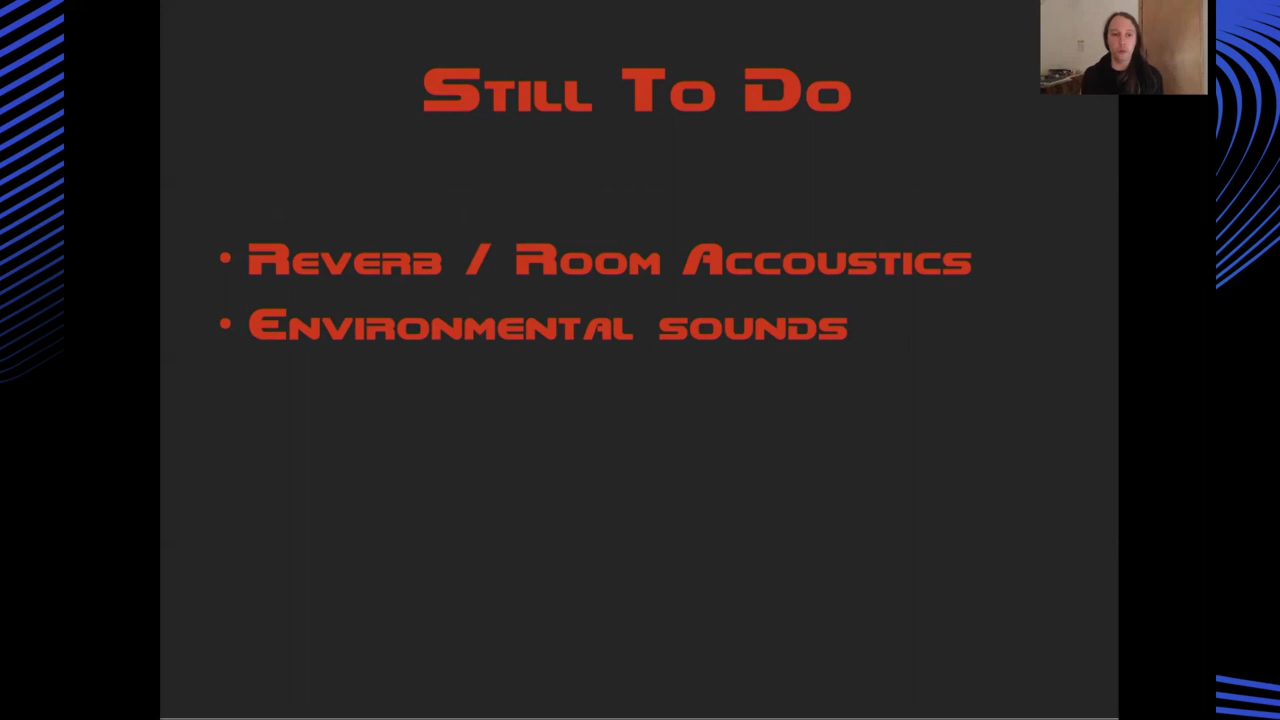 Still To Do
• Reverb / Room Accoustics
• Environmental sounds